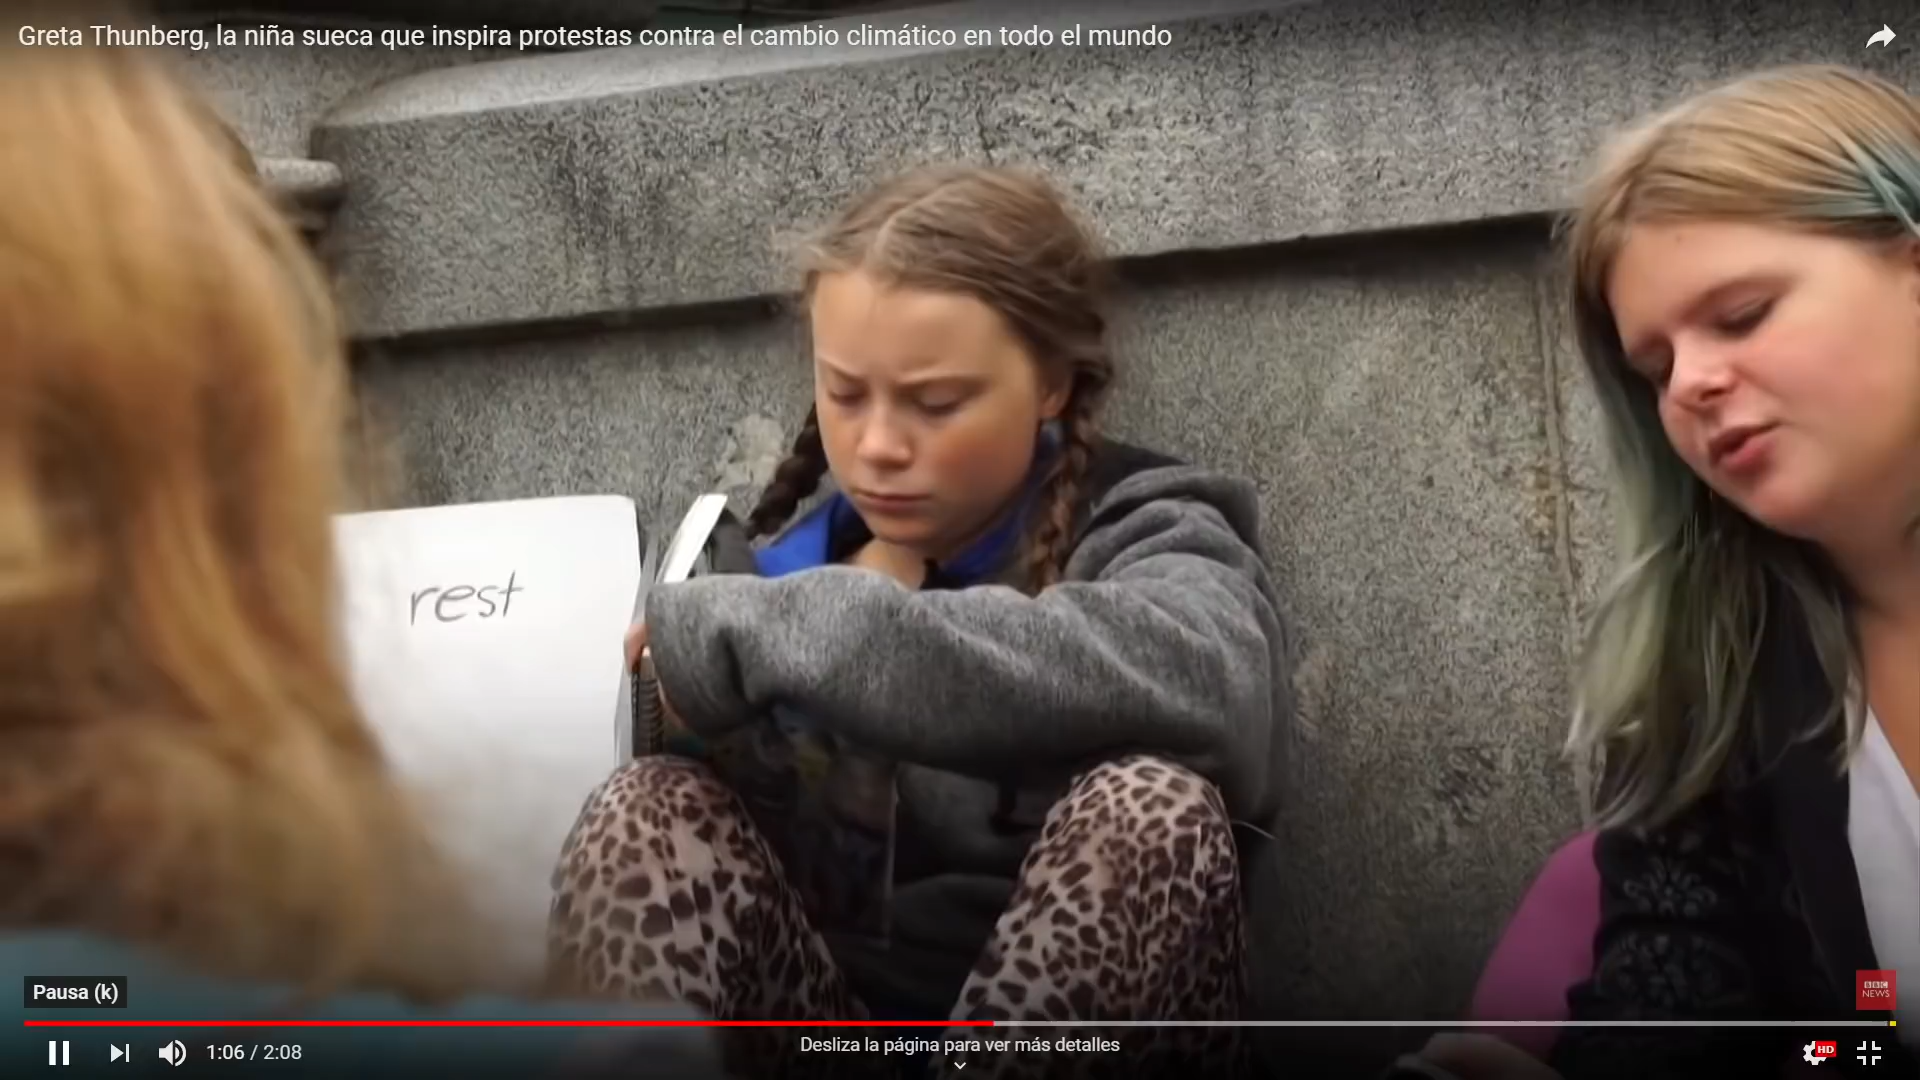 Greta Thunberg, la niña sueca que inspira protestas contra el cambio climático en todo el mundo
rest
Pausa (k)
BBC
NEWS
1:06 / 2:08
Desliza la página para ver más detalles
HD